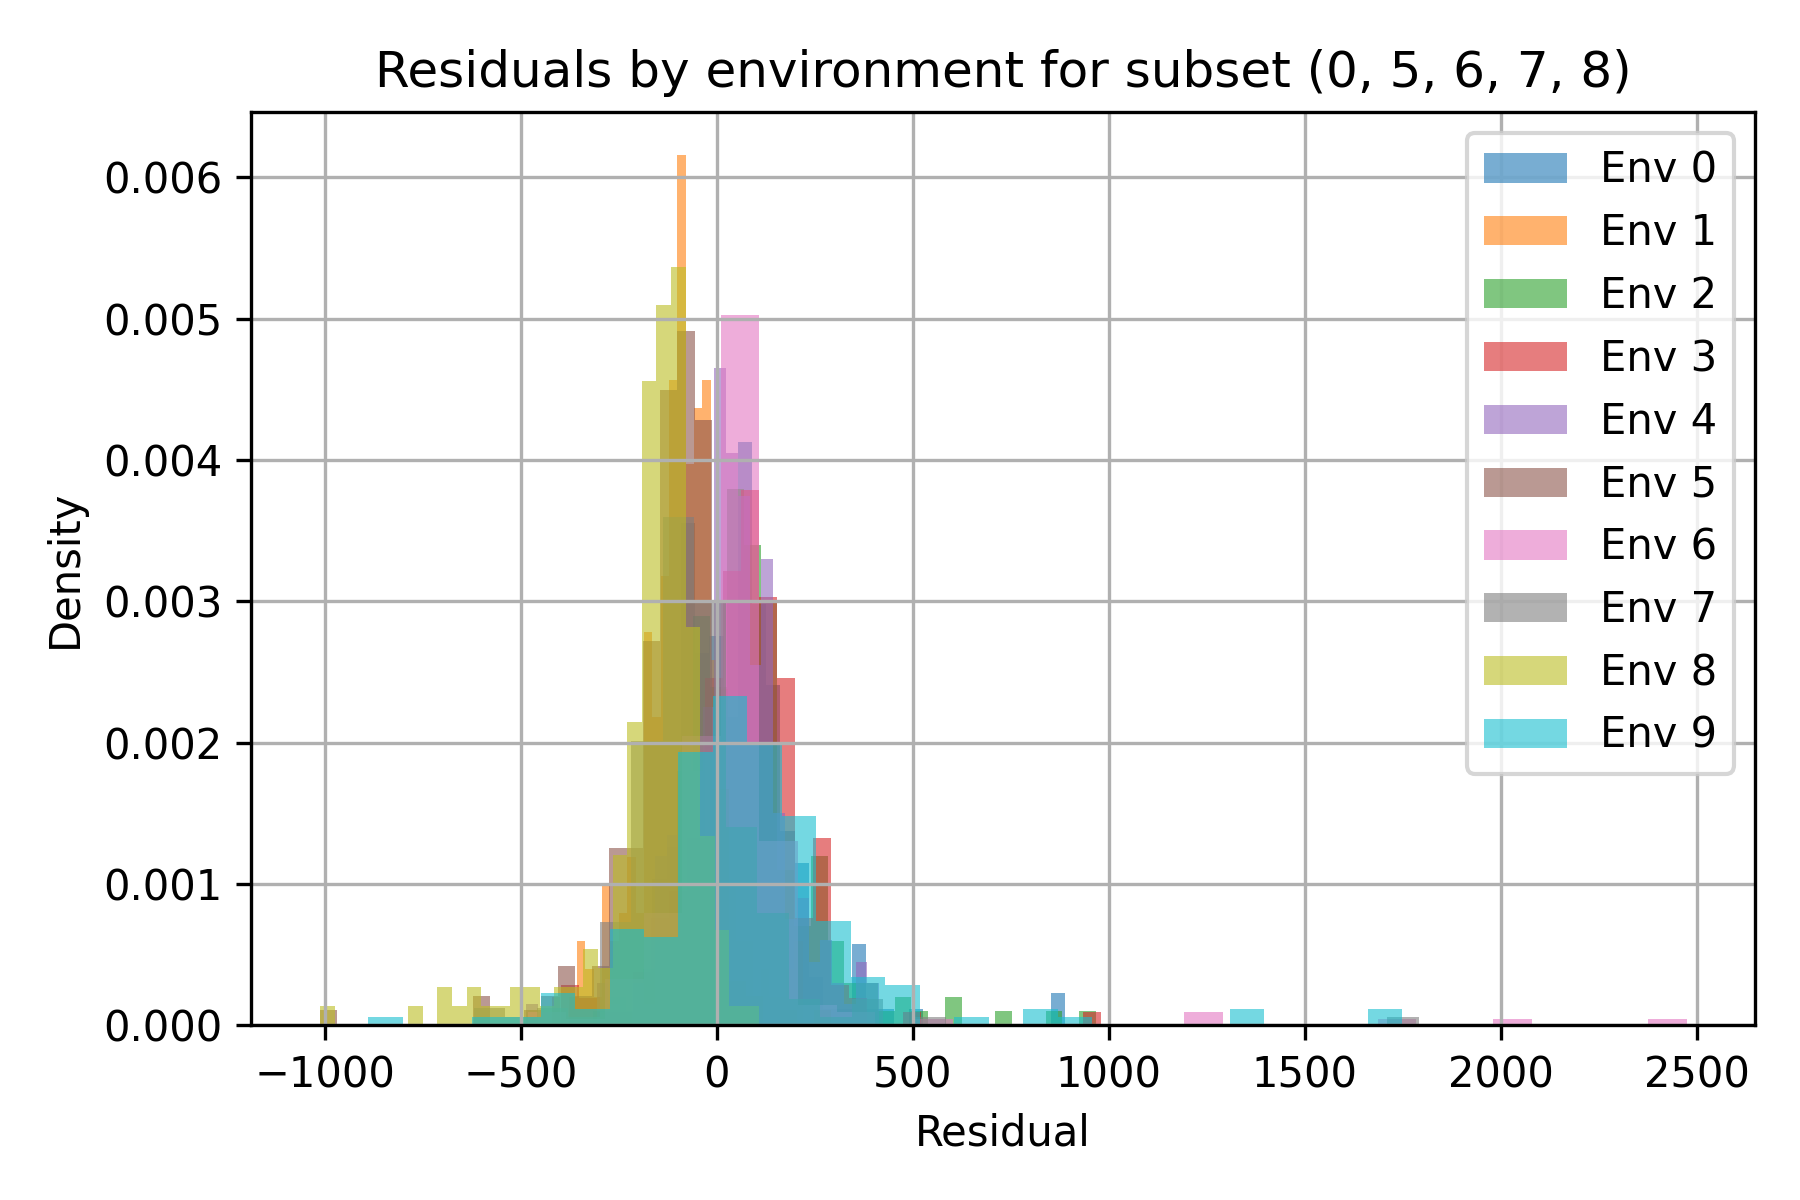 Residuals by environment for subset (0, 5, 6, 7, 8)
0.006
0.005
0.004
0.003
0.002
0.001
0.000
Density
Env 0
Env 1
Env 2
Env 3
Env 4
Env 5
Env 6
Env 7
Env 8
Env 9
−1000 −500 0 500 1000 1500 2000 2500
Residual